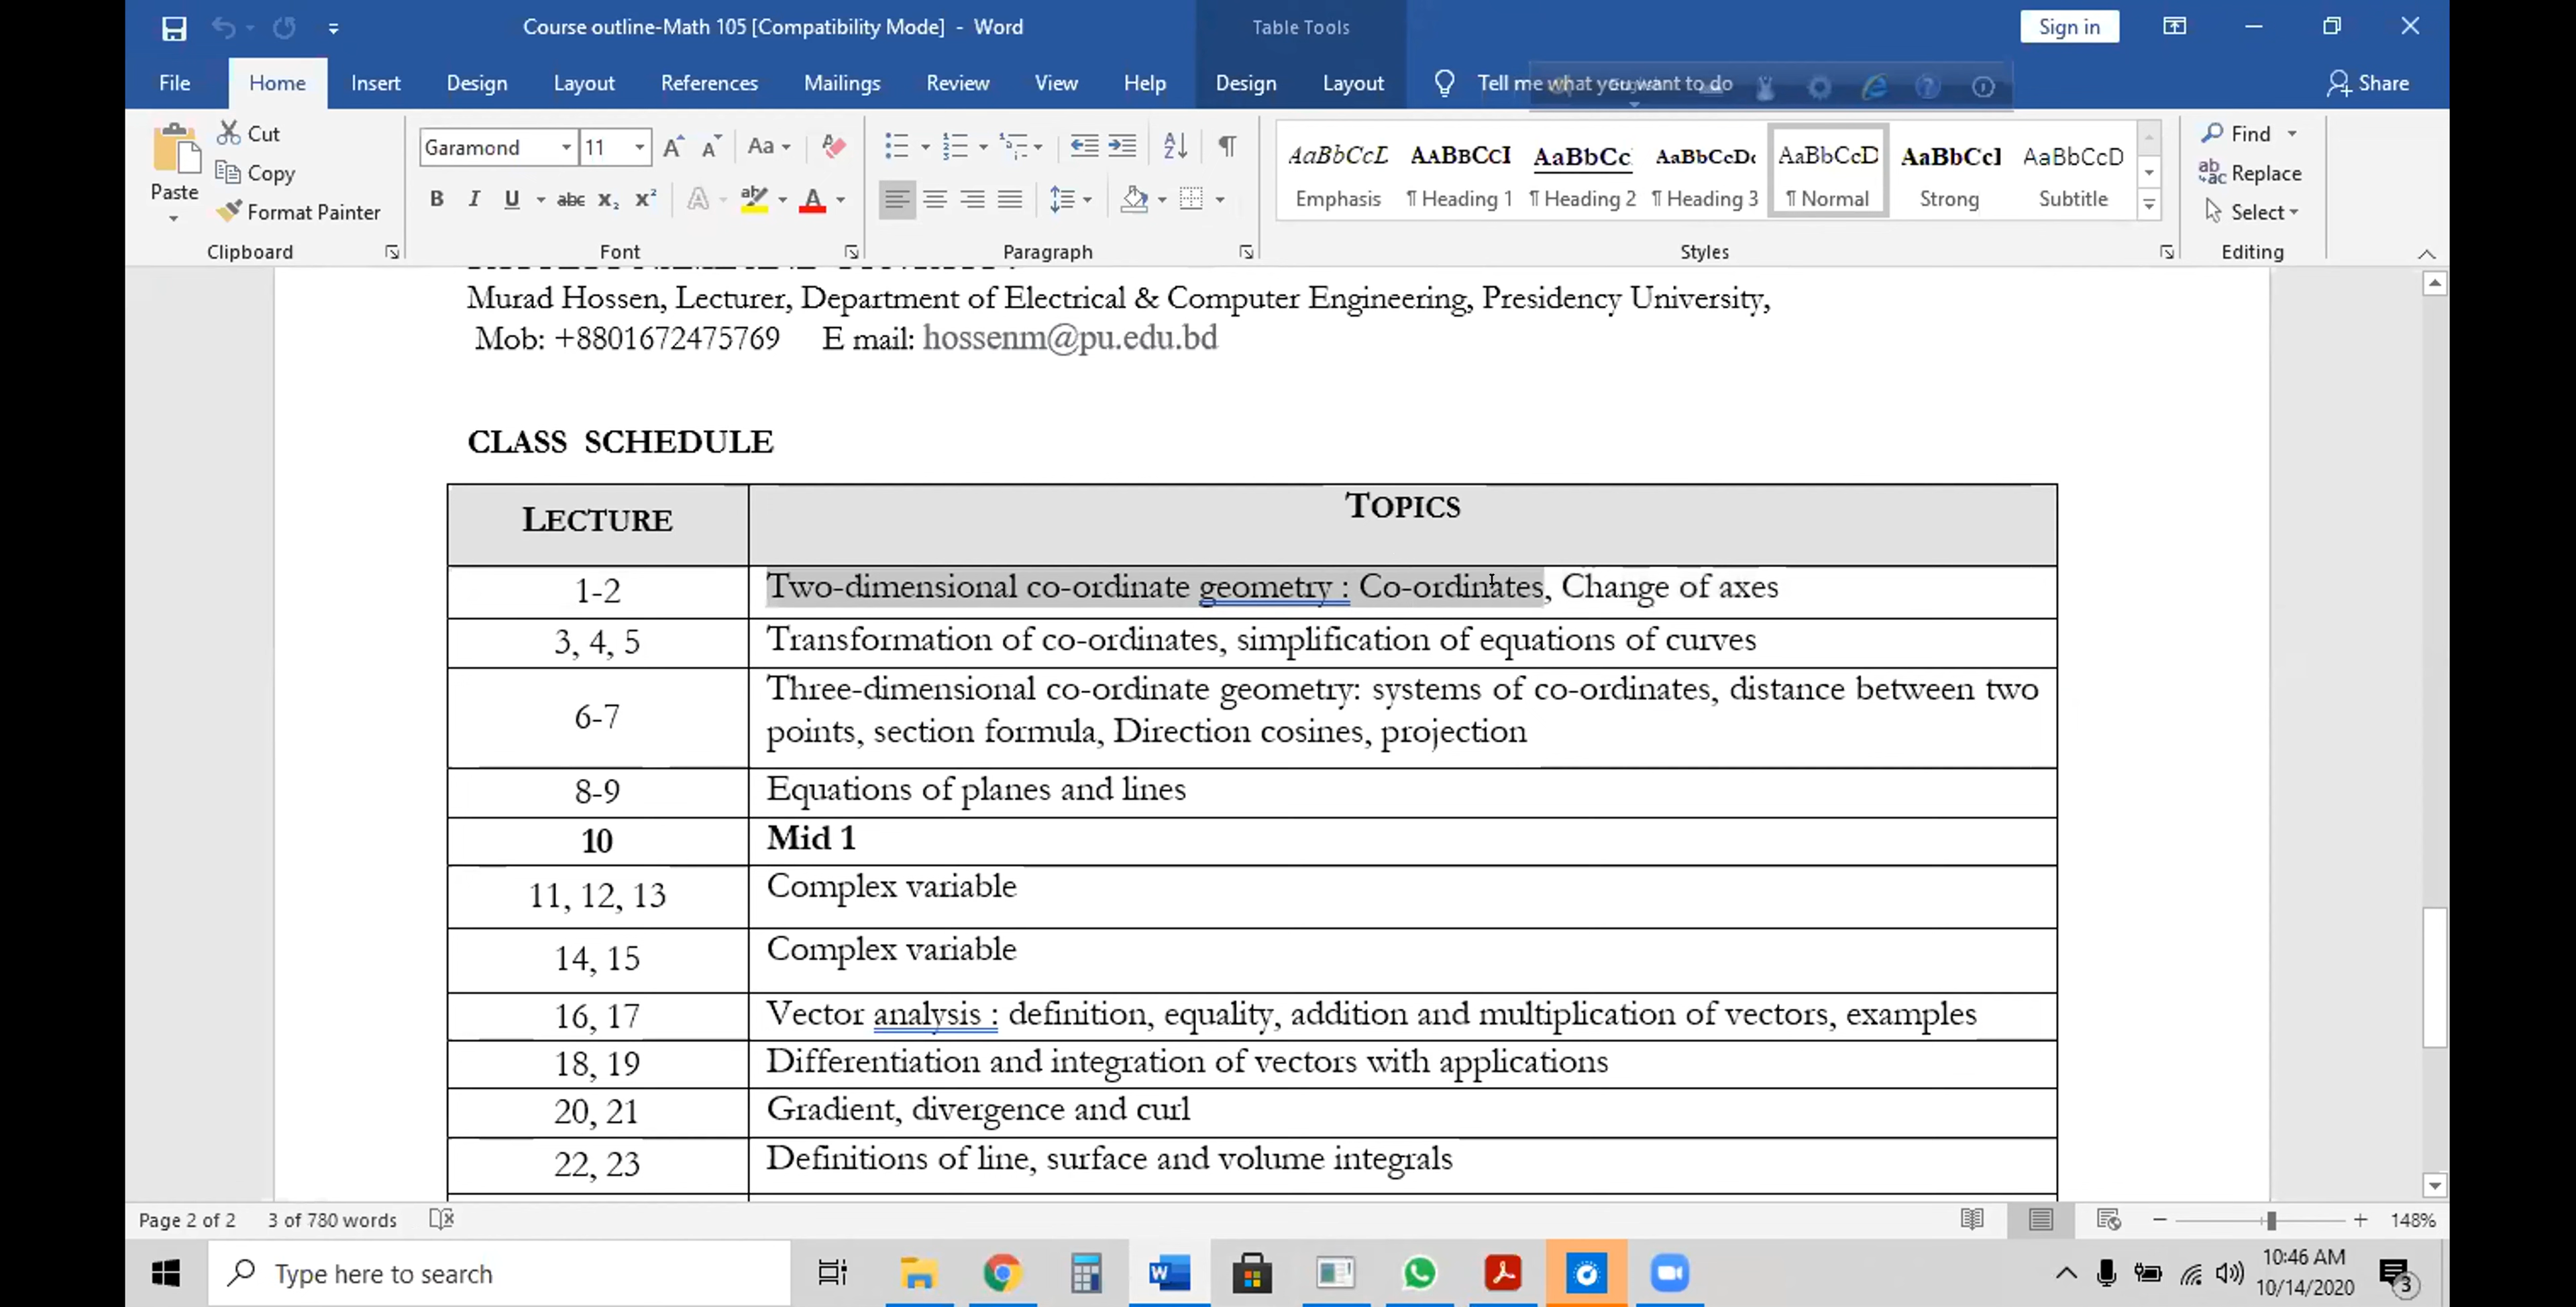 Course outline-Math 105 [Compatibility Mode] - Word
Table Tools
Sign in
File Home Insert Design Layout References Mailings Review View Help Design Layout Tell me what you want to do Share
Paste
Cut
Copy
Format Painter
Clipboard
Garamond 11
Font
Paragraph
AaBbCcL AABBCCI AaBbCc AaBbCcDc AaBbCcD AaBbCcl AaBbCcD
Emphasis ¶ Heading 1 ¶ Heading 2 ¶ Heading 3 ¶ Normal Strong Subtitle
Styles
Find
Replace
Select
Editing
Murad Hossen, Lecturer, Department of Electrical & Computer Engineering, Presidency University,
Mob: +8801672475769 E mail: hossenm@pu.edu.bd
CLASS SCHEDULE
LECTURE TOPICS
1-2 Two-dimensional co-ordinate geometry : Co-ordinates, Change of axes
3, 4, 5 Transformation of co-ordinates, simplification of equations of curves
6-7 Three-dimensional co-ordinate geometry: systems of co-ordinates, distance between two
points, section formula, Direction cosines, projection
8-9 Equations of planes and lines
10 Mid 1
11, 12, 13 Complex variable
14, 15 Complex variable
16, 17 Vector analysis : definition, equality, addition and multiplication of vectors, examples
18, 19 Differentiation and integration of vectors with applications
20, 21 Gradient, divergence and curl
22, 23 Definitions of line, surface and volume integrals
Page 2 of 2 3 of 780 words 148%
Type here to search
10:46 AM
10/14/2020
3